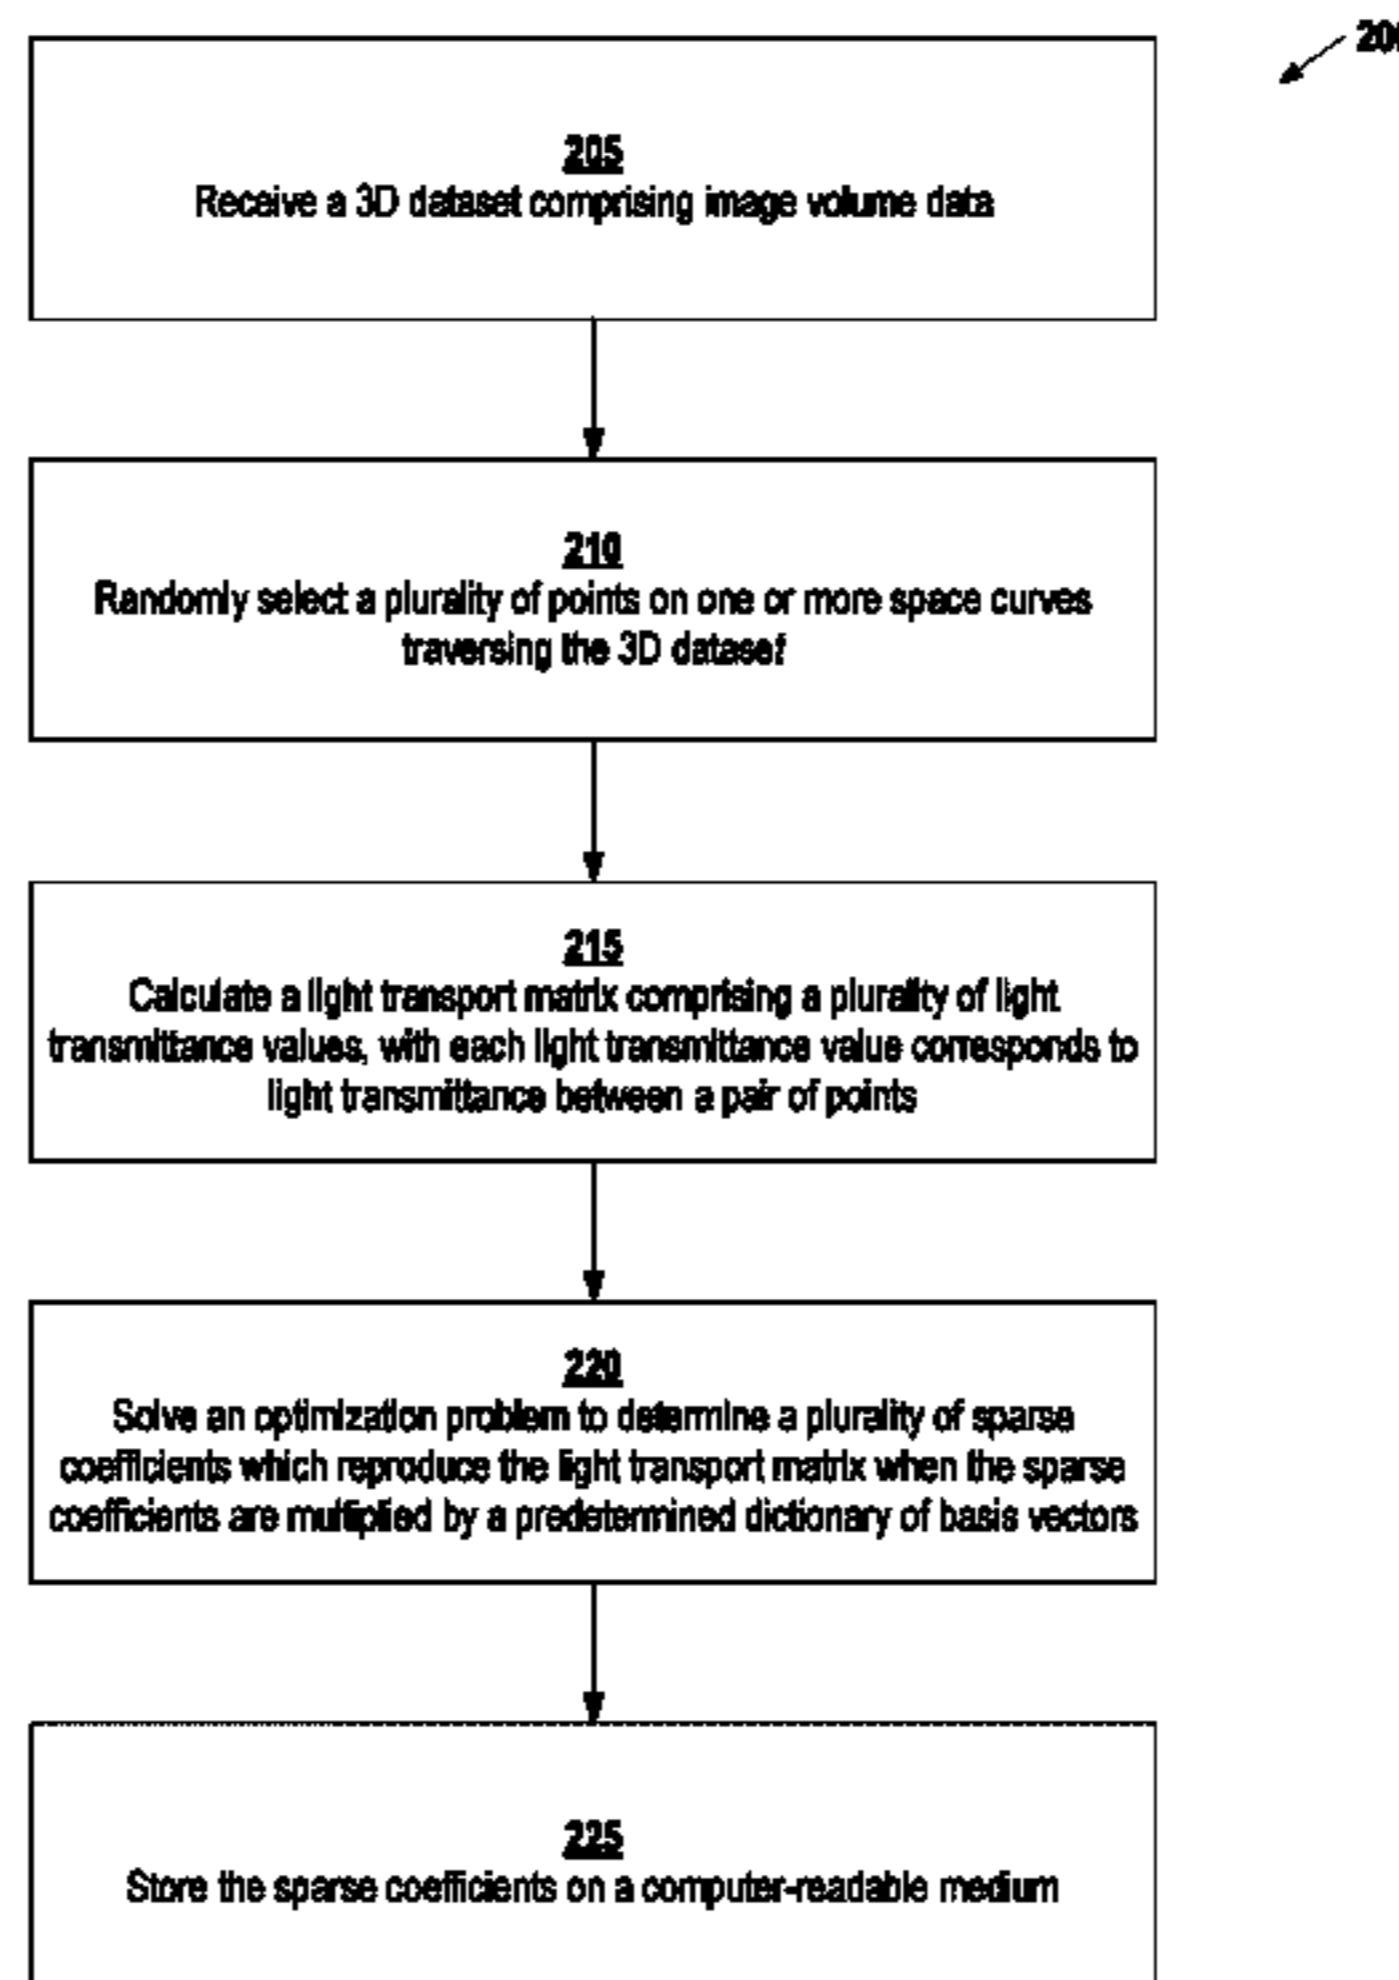 205
Receive a 3D dataset comprising image volume data
210
Randomly select a plurality of points on one or more space curves
traversing the 3D dataset
215
Calculate a light transport matrix comprising a plurality of light
transmittance values, with each light transmittance value corresponds to
light transmittance between a pair of points
220
Solve an optimization problem to determine a plurality of sparse
coefficients which reproduce the light transport matrix when the sparse
coefficients are multiplied by a predetermined dictionary of basis vectors
225
Store the sparse coefficients on a computer-readable medium